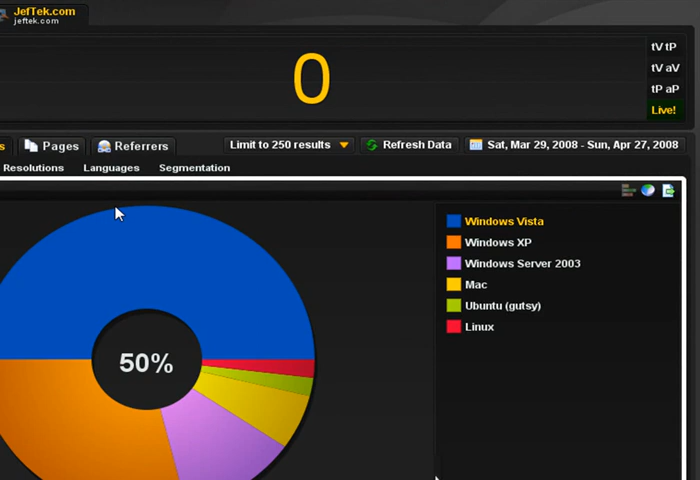 JefTek.com
jeftek.com
0
tV tP
tV aV
tP aP
Live!
Pages
Referrers
Limit to 250 results
Refresh Data
Sat, Mar 29, 2008 - Sun, Apr 27, 2008
Resolutions
Languages
Segmentation
Windows Vista
Windows XP
Windows Server 2003
Mac
Ubuntu (gutsy)
Linux
50%